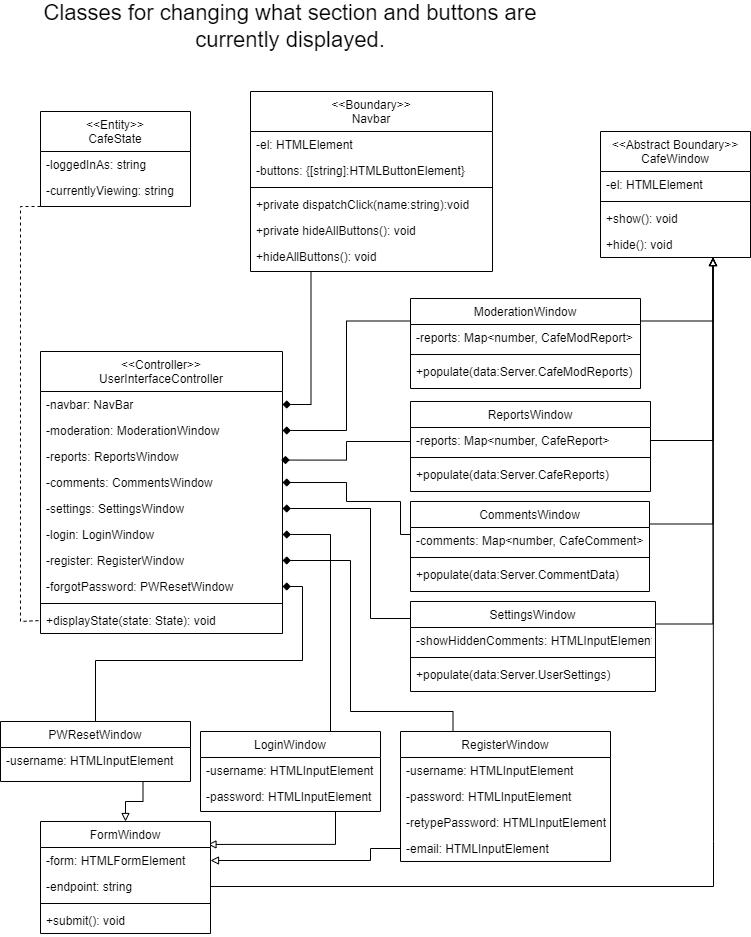 Classes for changing what section and buttons are
currently displayed.
<<Entity>>
CafeState
-loggedInAs: string
-currentlyViewing: string
<<Boundary>>
Navbar
-el: HTMLElement
-buttons: {[string]:HTMLButtonElement}
+private dispatchClick(name:string):void
+private hideAllButtons(): void
+hideAllButtons(): void
<<Abstract Boundary>>
CafeWindow
-el: HTMLElement
+show(): void
+hide(): void
<<Controller>>
UserInterfaceController
-navbar: NavBar
-moderation: ModerationWindow
-reports: ReportsWindow
-comments: CommentsWindow
-settings: SettingsWindow
-login: LoginWindow
-register: RegisterWindow
-forgotPassword: PWResetWindow
+displayState(state: State): void
ModerationWindow
-reports: Map<number, CafeModReport>
+populate(data:Server.CafeModReports)
ReportsWindow
-reports: Map<number, CafeReport>
+populate(data:Server.CafeReports)
CommentsWindow
-comments: Map<number, CafeComment>
+populate(data:Server.CommentData)
SettingsWindow
-showHiddenComments: HTMLInputElemen
+populate(data:Server.UserSettings)
PWResetWindow
-username: HTMLInputElement
LoginWindow
-username: HTMLInputElement
-password: HTMLInputElement
RegisterWindow
-username: HTMLInputElement
-password: HTMLInputElement
-retypePassword: HTMLInputElement
-email: HTMLInputElement
FormWindow
-form: HTMLFormElement
-endpoint: string
+submit(): void